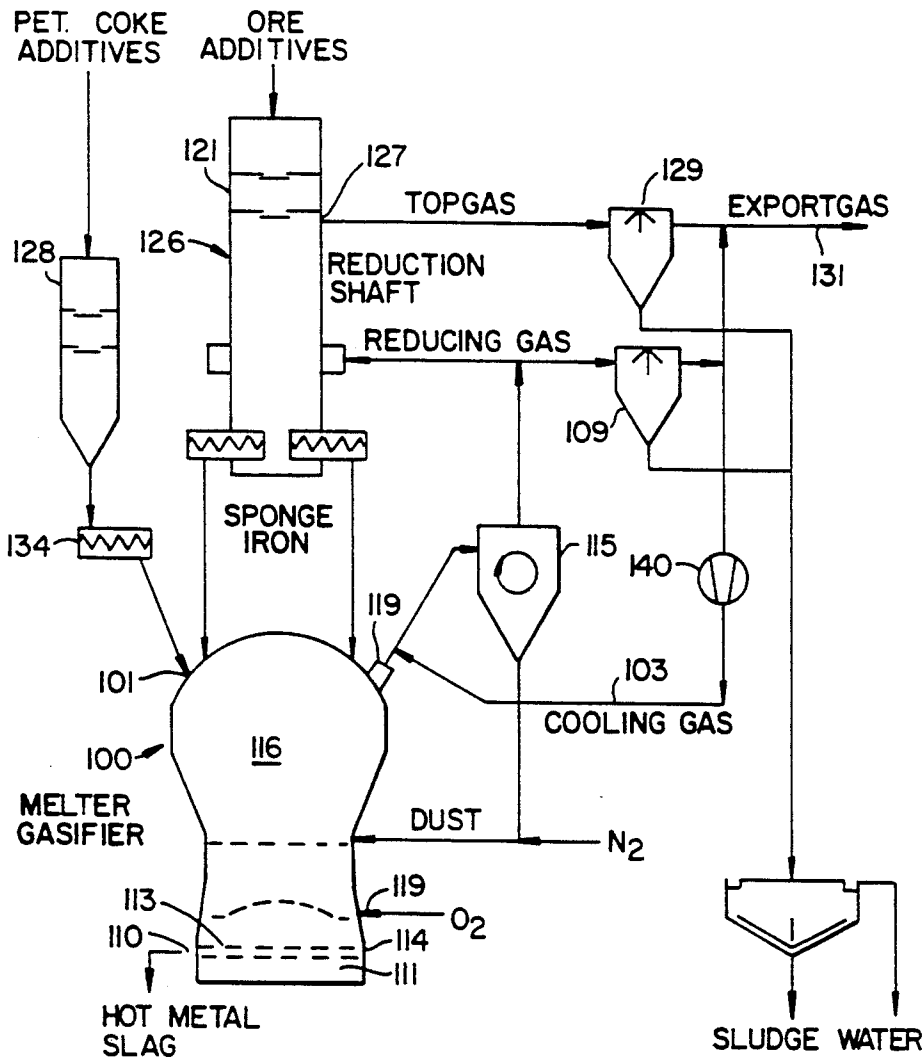 PET. COKE
ADDITIVES
ORE
ADDITIVES
121
127
129
TOPGAS
EXPORTGAS
131
126
REDUCTION
SHAFT
128
REDUCING GAS
109
SPONGE
IRON
134
115
140
119
101
103
COOLING GAS
100
116
MELTER
GASIFIER
DUST
N2
119
O2
113
110
114
111
HOT METAL
SLAG
SLUDGE WATER